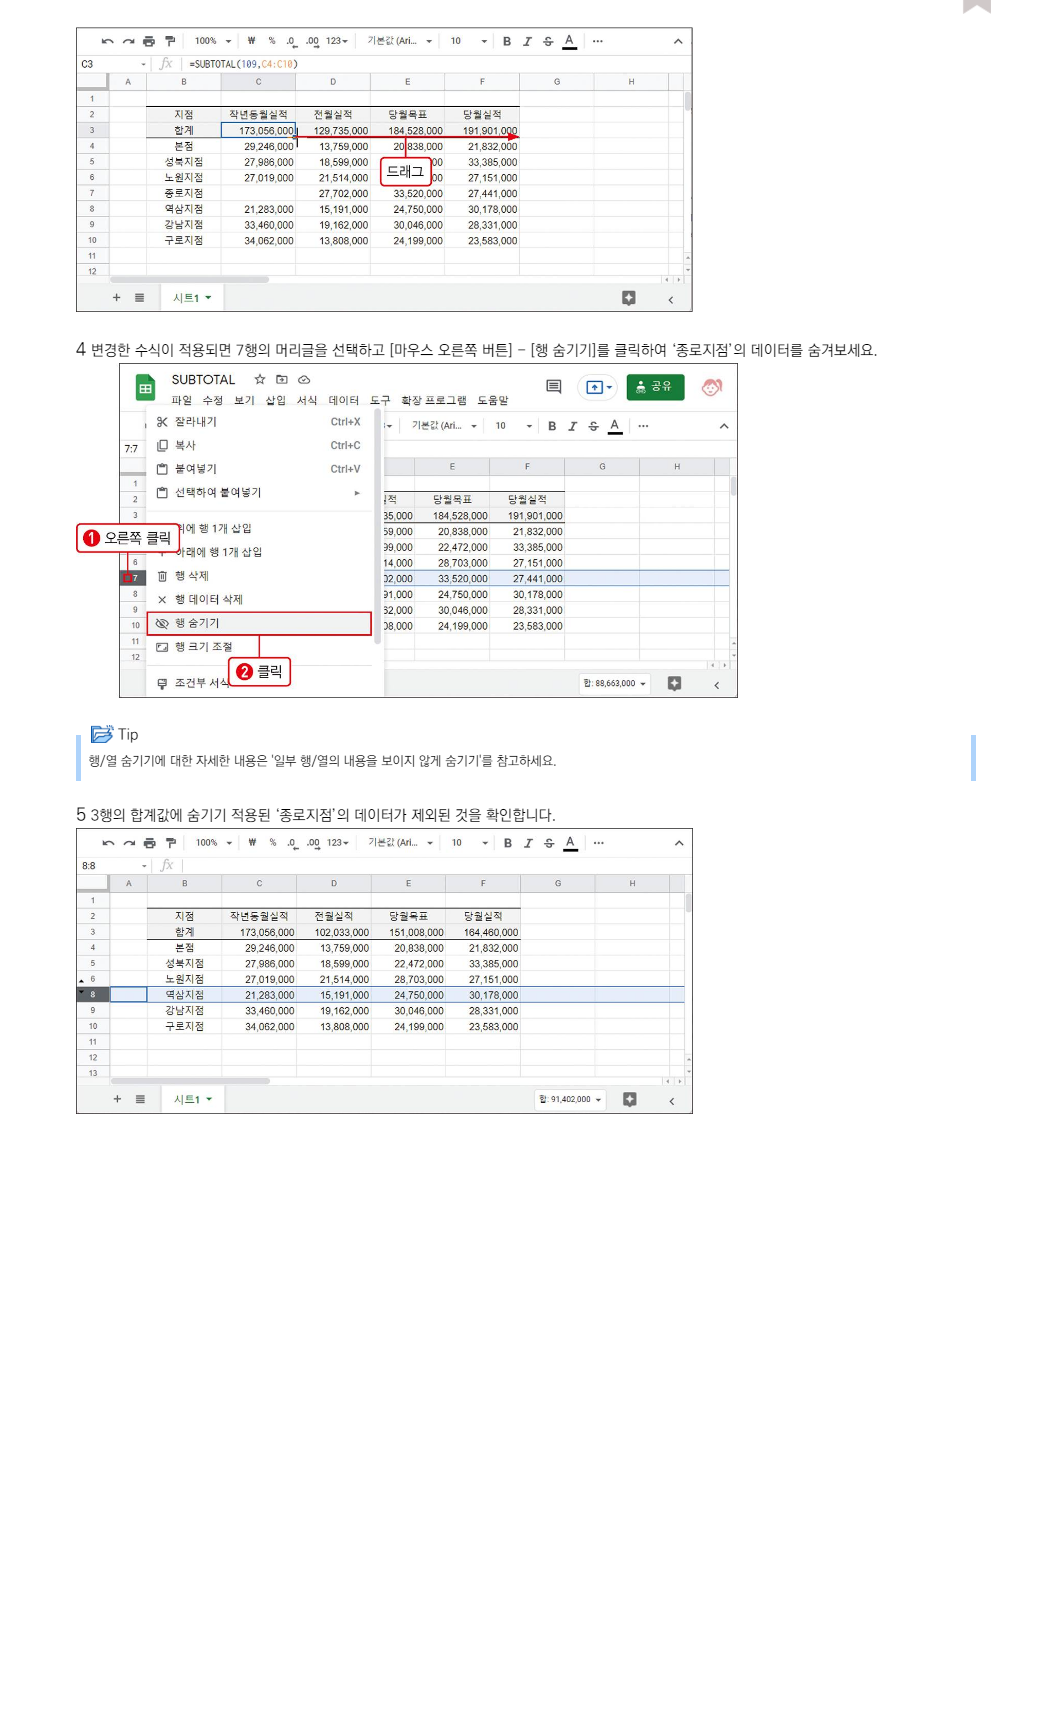 100% ₩ % .0 .00 123 기본값 (Ari... 10 B I S A ...
C3 fx =SUBTOTAL(109,C4:C10)
A B C D E F G H
1
2 지점 작년동월실적 전월실적 당월목표 당월실적
3 합계 173,056,000 129,735,000 184,528,000 191,901,000
4 본점 29,246,000 13,759,000 20,838,000 21,832,000
5 성북지점 27,986,000 18,599,000 00 33,385,000
드래그
6 노원지점 27,019,000 21,514,000 00 27,151,000
7 종로지점 27,702,000 33,520,000 27,441,000
8 역삼지점 21,283,000 15,191,000 24,750,000 30,178,000
9 강남지점 33,460,000 19,162,000 30,046,000 28,331,000
10 구로지점 34,062,000 13,808,000 24,199,000 23,583,000
11
12
+ 시트1
4 변경한 수식이 적용되면 7행의 머리글을 선택하고 [마우스 오른쪽 버튼] - [행 숨기기]를 클릭하여 ‘종로지점’의 데이터를 숨겨보세요.
SUBTOTAL 공유
파일 수정 보기 삽입 서식 데이터 도구 확장 프로그램 도움말
잘라내기 Ctrl+X 기본값 (Ari... 10 B I S A ...
7:7 복사 Ctrl+C
붙여넣기 Ctrl+V E F G H
1 선택하여 붙여넣기
2 실적 당월목표 당월실적
3 35,000 184,528,000 191,901,000
위에 행 1개 삽입 59,000 20,838,000 21,832,000
1 오른쪽 클릭
아래에 행 1개 삽입 99,000 22,472,000 33,385,000
6 14,000 28,703,000 27,151,000
7 행 삭제 02,000 33,520,000 27,441,000
8 행 데이터 삭제 91,000 24,750,000 30,178,000
9 62,000 30,046,000 28,331,000
10 행 숨기기 08,000 24,199,000 23,583,000
11 행 크기 조절
12
2 클릭
조건부 서식 합: 88,663,000
Tip
행/열 숨기기에 대한 자세한 내용은 '일부 행/열의 내용을 보이지 않게 숨기기'를 참고하세요.
5 3행의 합계값에 숨기기 적용된 ‘종로지점’의 데이터가 제외된 것을 확인합니다.
100% ₩ % .0 .00 123 기본값 (Ari... 10 B I S A ...
8:8 fx
A B C D E F G H
1
2 지점 작년동월실적 전월실적 당월목표 당월실적
3 합계 173,056,000 102,033,000 151,008,000 164,460,000
4 본점 29,246,000 13,759,000 20,838,000 21,832,000
5 성북지점 27,986,000 18,599,000 22,472,000 33,385,000
6 노원지점 27,019,000 21,514,000 28,703,000 27,151,000
8 역삼지점 21,283,000 15,191,000 24,750,000 30,178,000
9 강남지점 33,460,000 19,162,000 30,046,000 28,331,000
10 구로지점 34,062,000 13,808,000 24,199,000 23,583,000
11
12
13
+ 시트1 합: 91,402,000